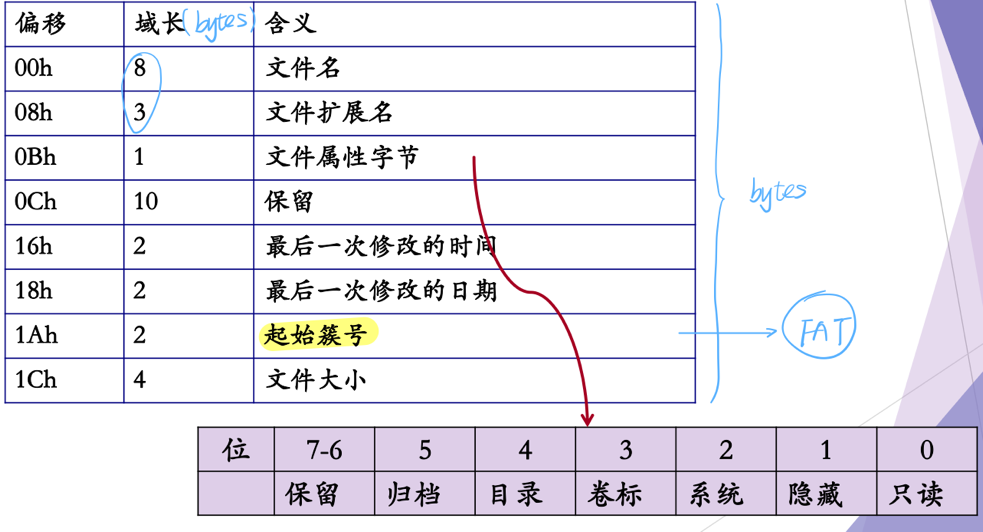 偏移 域长(bytes) 含义
00h 8 文件名
08h 3 文件扩展名
0Bh 1 文件属性字节
0Ch 10 保留
16h 2 最后一次修改的时间
18h 2 最后一次修改的日期
1Ah 2 起始簇号
1Ch 4 文件大小
bytes
FAT
位 7-6 5 4 3 2 1 0
保留 归档 目录 卷标 系统 隐藏 只读